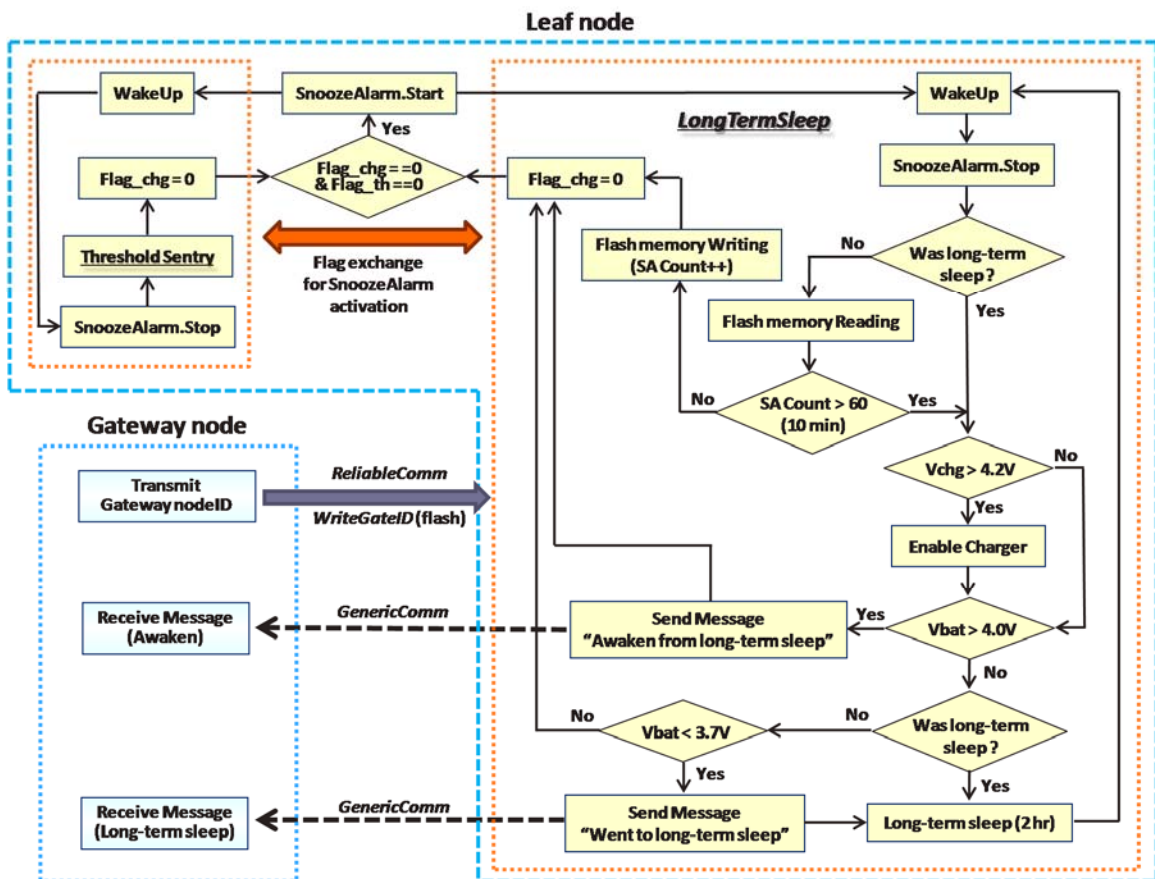 Leaf node
WakeUp
SnoozeAlarm.Start
WakeUp
LongTermSleep
Yes
Flag_chg = 0
Flag_chg ==0
& Flag_th ==0
Flag_chg = 0
SnoozeAlarm.Stop
Threshold Sentry
Flag exchange
for SnoozeAlarm
activation
Flash memory Writing
(SA Count++)
No
Was long-term
sleep ?
SnoozeAlarm.Stop
Flash memory Reading
Yes
No
SA Count > 60
(10 min)
Yes
Gateway node
Vchg > 4.2V
No
Transmit
Gateway nodeID
ReliableComm
WriteGateID (flash)
Yes
Enable Charger
Receive Message
(Awaken)
GenericComm
Send Message
"Awaken from long-term sleep"
Yes
Vbat > 4.0V
No
No
Vbat < 3.7V
No
Was long-term
sleep ?
Yes
Yes
Receive Message
(Long-term sleep)
GenericComm
Send Message
"Went to long-term sleep"
Long-term sleep (2 hr)